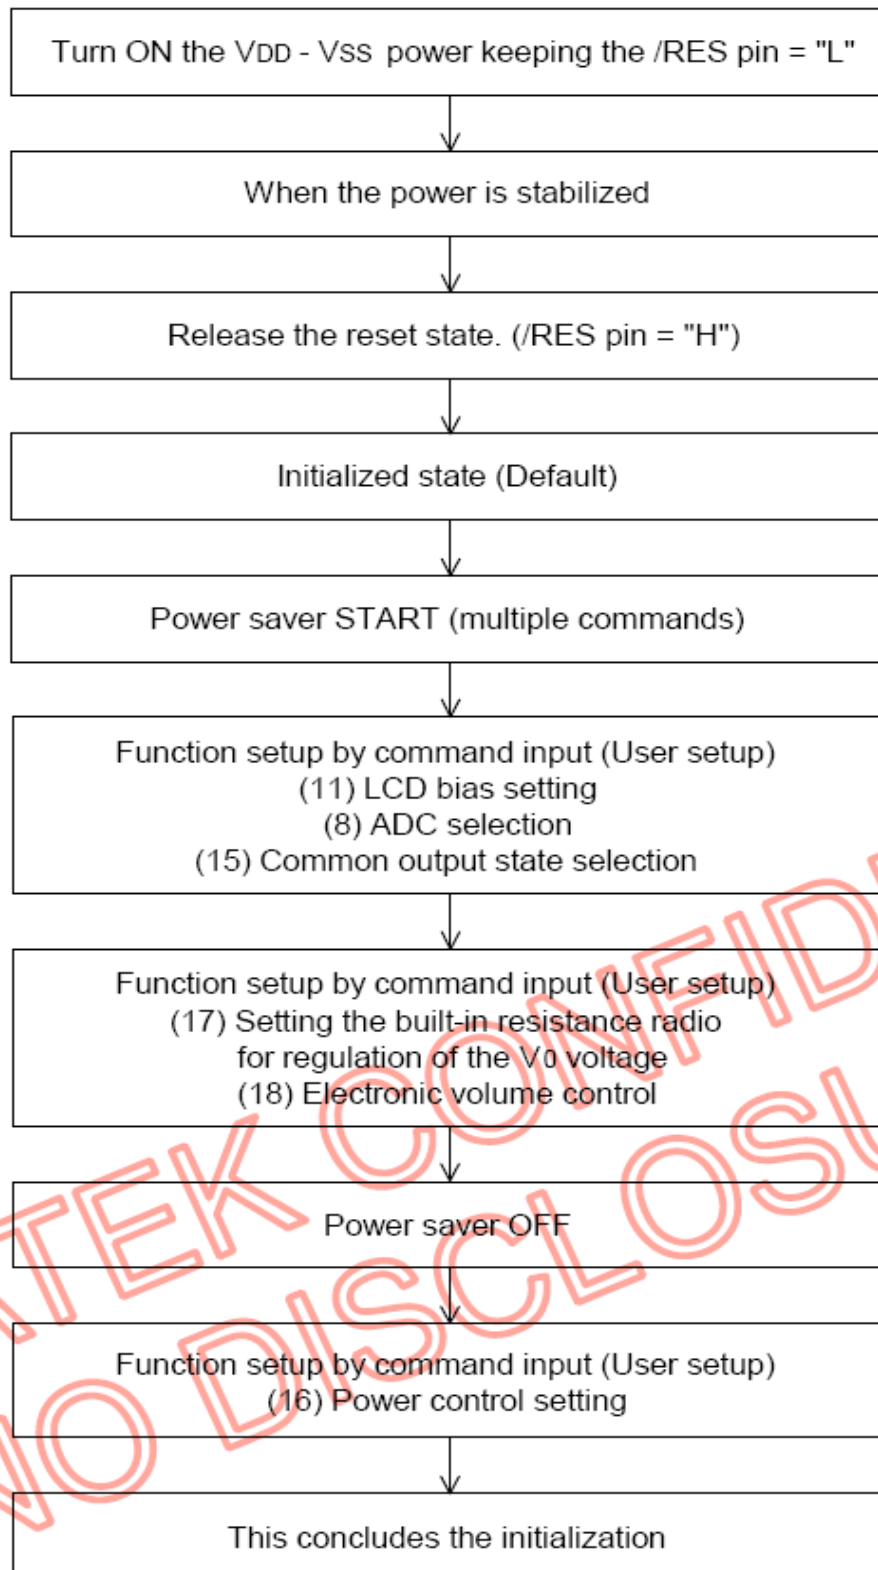 Turn ON the VDD - VSS power keeping the /RES pin = "L"
When the power is stabilized
Release the reset state. (/RES pin = "H")
Initialized state (Default)
Power saver START (multiple commands)
Function setup by command input (User setup)
(11) LCD bias setting
(8) ADC selection
(15) Common output state selection
Function setup by command input (User setup)
(17) Setting the built-in resistance radio
for regulation of the V0 voltage
(18) Electronic volume control
Power saver OFF
Function setup by command input (User setup)
(16) Power control setting
This concludes the initialization
NO